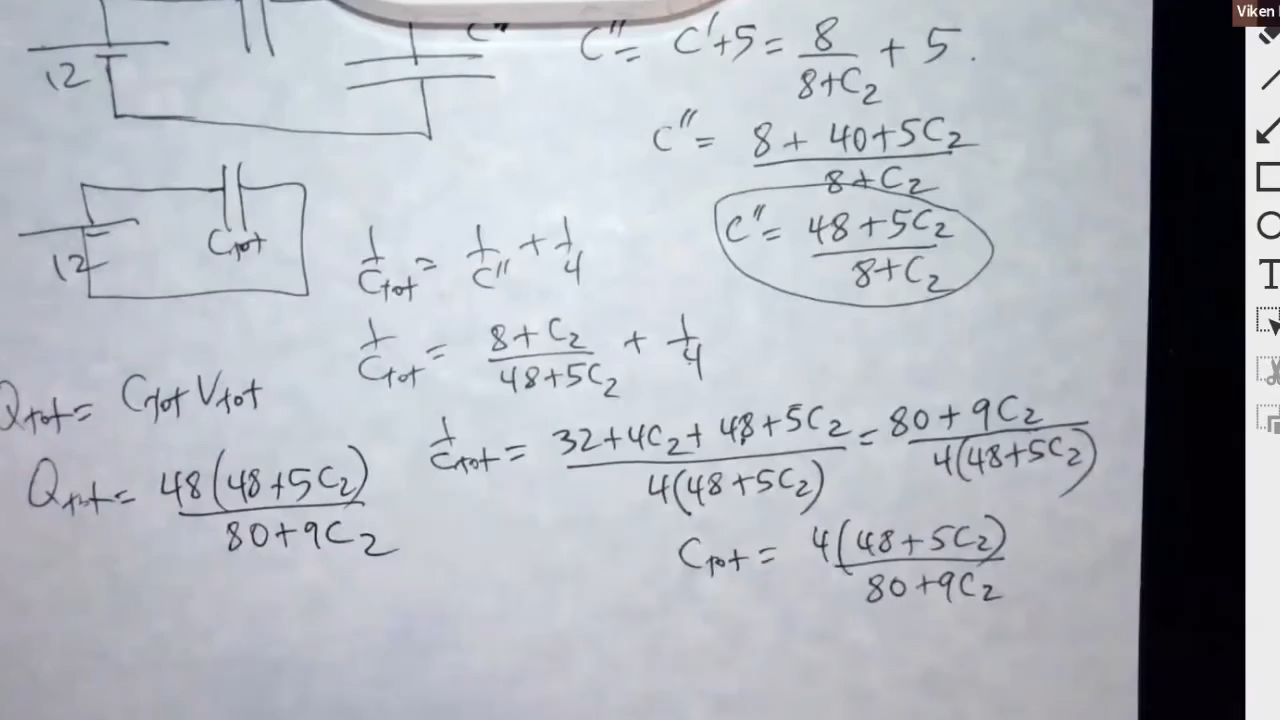 Viken
C"
C" = C'+5 = 8/(8+C₂) + 5.
12
C" = (8 + 40+5C₂)/(8+C₂)
C" = (48+5C₂)/(8+C₂)
Ctot
12
1/Ctot = 1/C" + 1/4
1/Ctot = (8+C₂)/(48+5C₂) + 1/4
Qtot = Ctot Vtot
1/Ctot = (32+4C₂+48+5C₂)/(4(48+5C₂)) = (80+9C₂)/(4(48+5C₂))
Qtot = 48(48+5C₂)/(80+9C₂)
Ctot = 4(48+5C₂)/(80+9C₂)
T